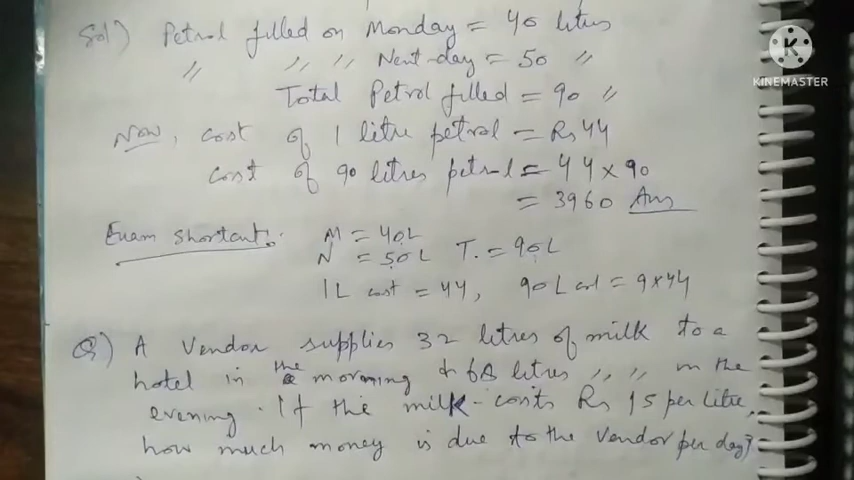 Sol) Petrol filled on Monday = 40 litres
" " " Next day = 50 "
Total Petrol filled = 90 "
Now, cost of 1 litre petrol = Rs 44
cost of 90 litres petrol = 44 x 90
= 3960 Ans
Exam shortcut:
M = 40L
N = 50L T. = 90L
1L cost = 44, 90L cost = 9x44
Q) A Vendor supplies 32 litres of milk to a
hotel in the morning & 68 litres " " in the
evening. If the milk costs Rs 15 per litre,
how much money is due to the vendor per day?
KINEMASTER